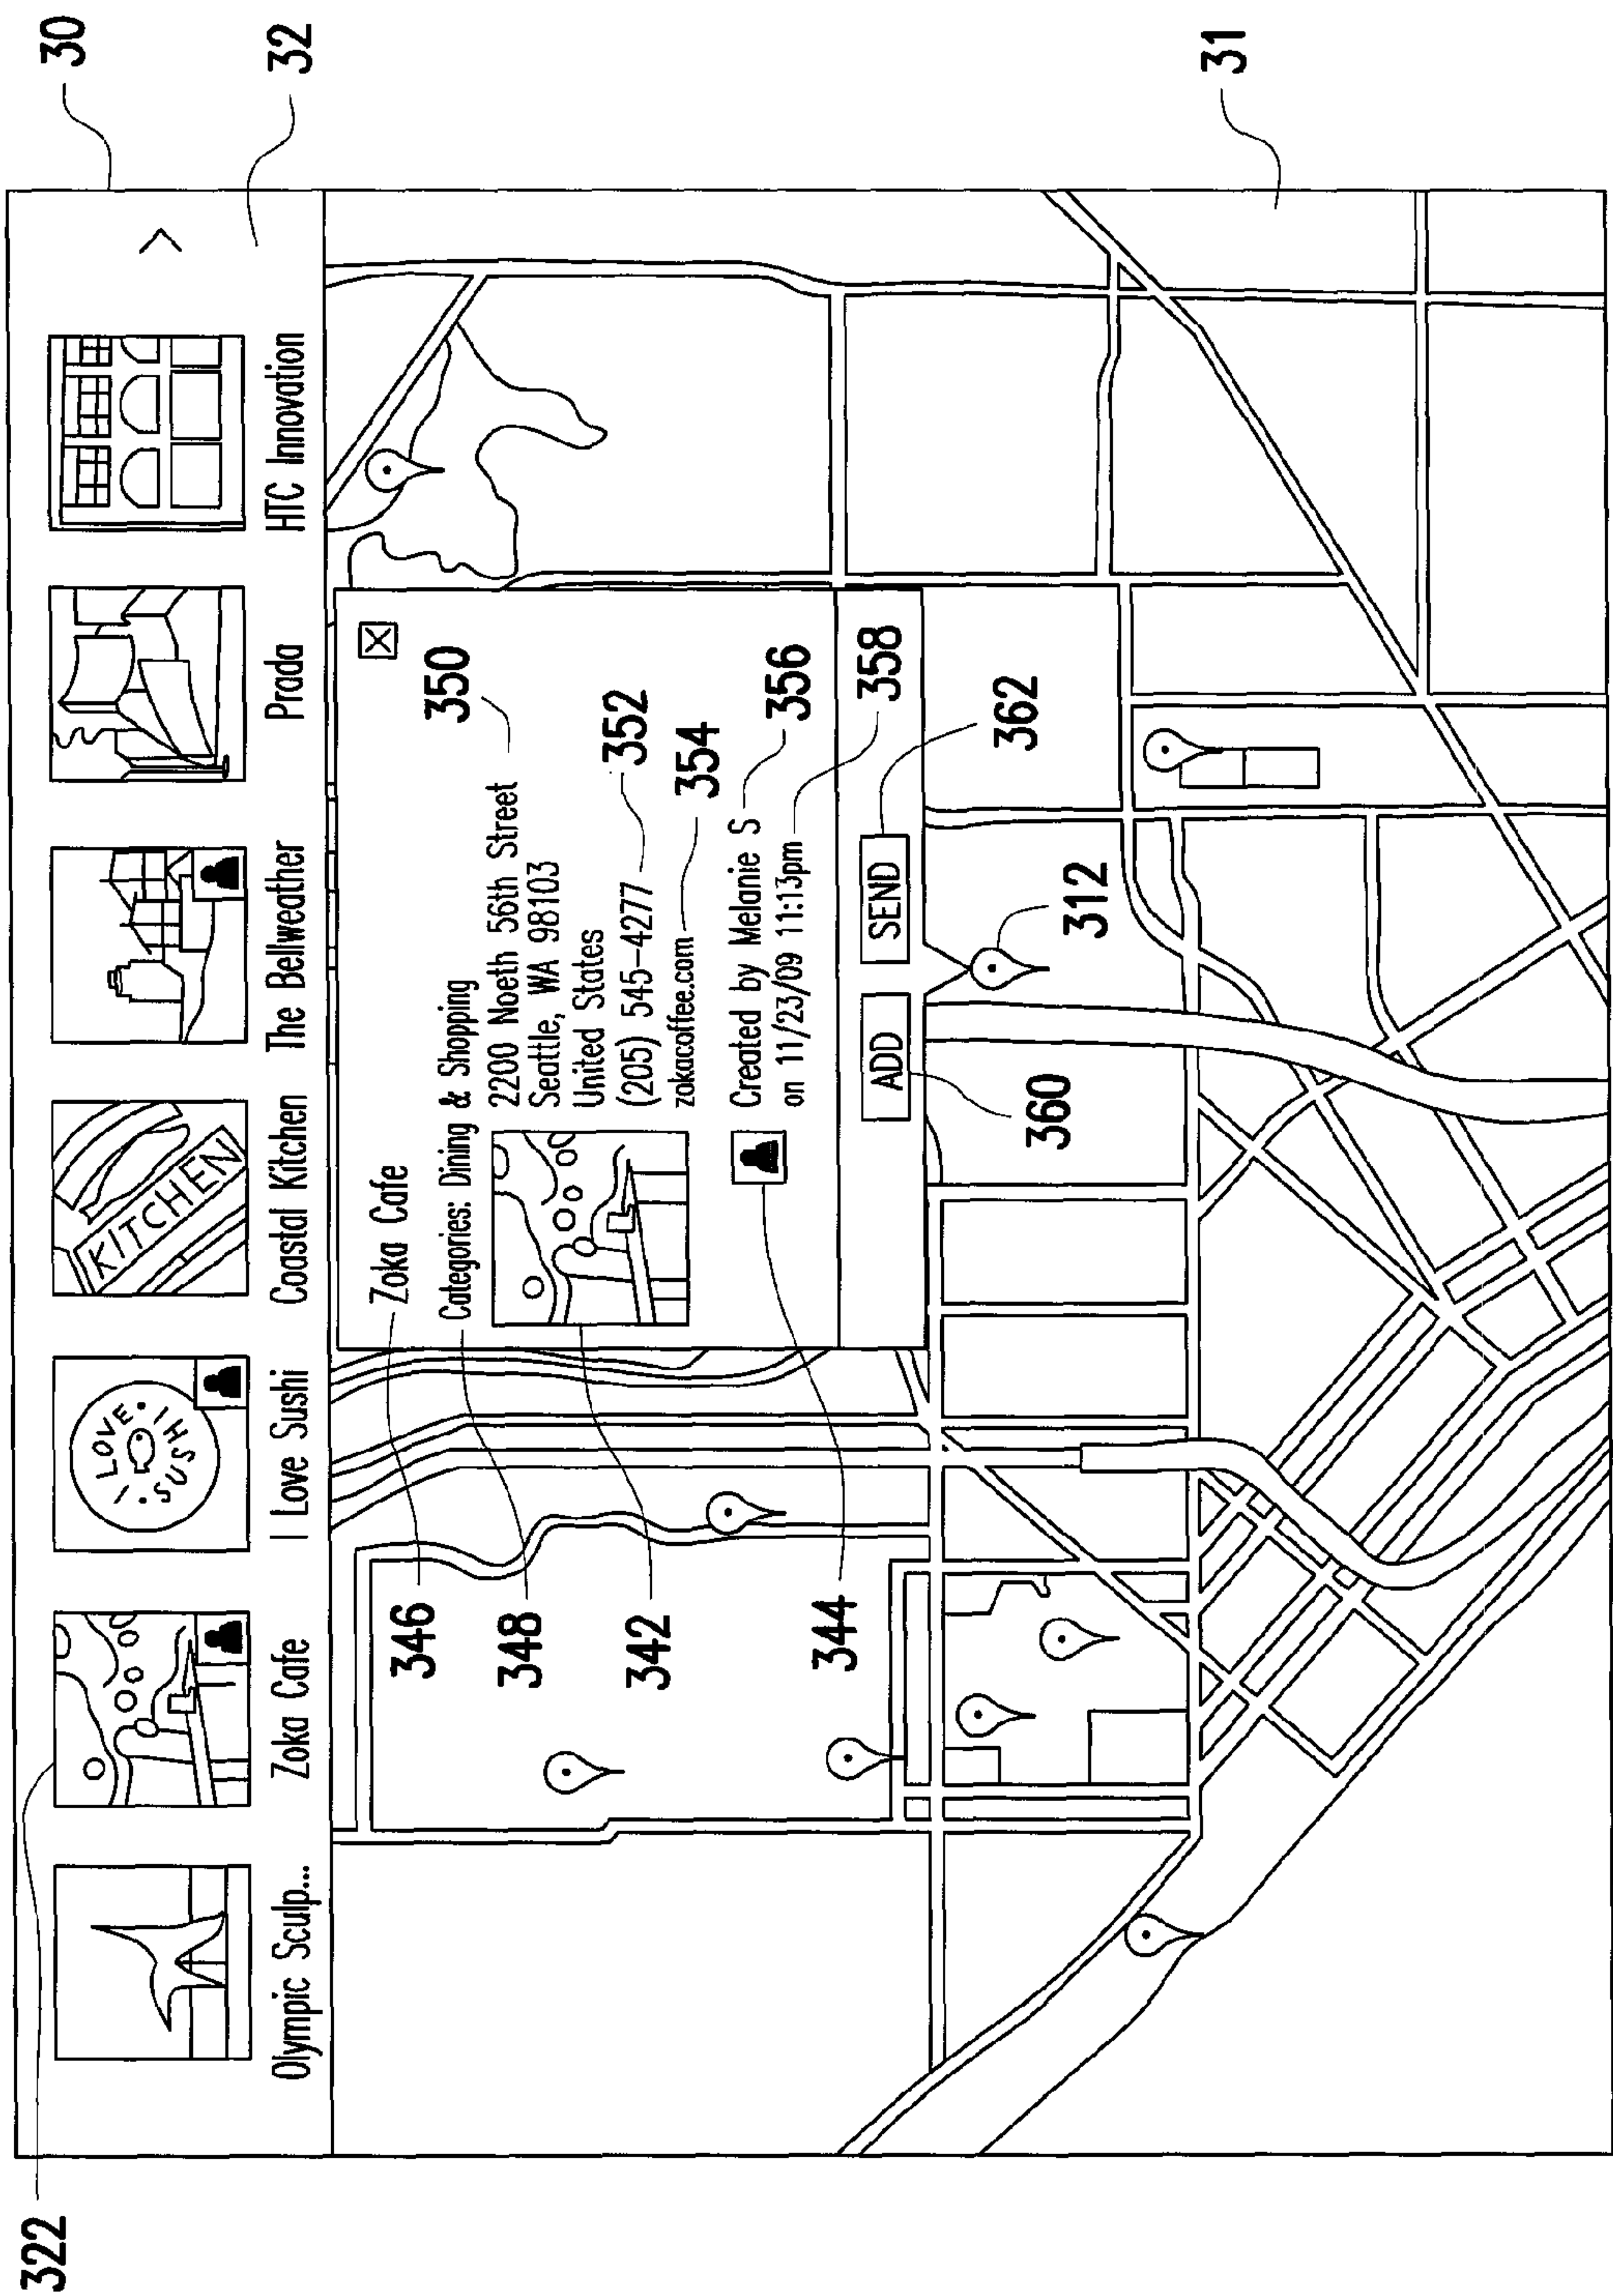 30
32
322
KITCHEN
I LOVE
SUSHI
Olympic Sculp...
Zoka Cafe
I Love Sushi
Coastal Kitchen
The Bellweather
Prada
HTC Innovation
346
Zoka Cafe
348
Categories: Dining & Shopping
350
342
2200 Noeth 56th Street
Seattle, WA 98103
United States
(205) 545-4277
352
zokacoffee.com
354
344
Created by Melanie S
356
on 11/23/09 11:13pm
358
ADD
SEND
360
362
312
31